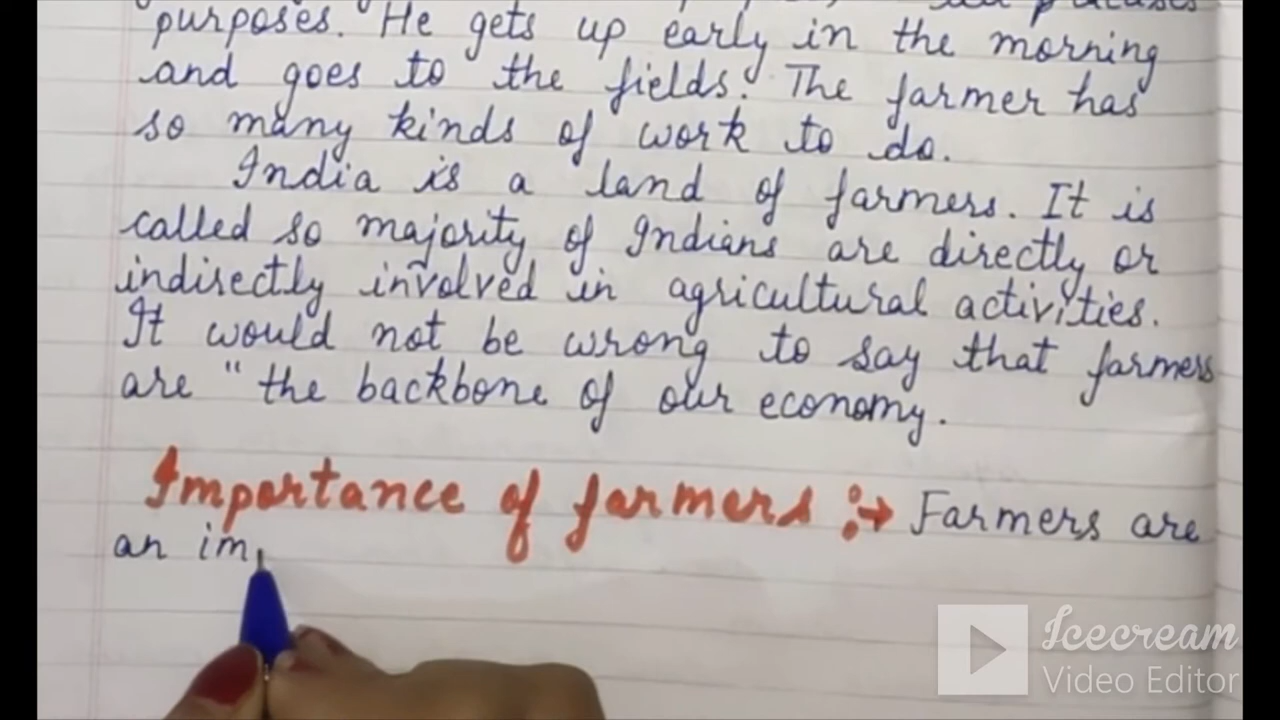 purposes. He gets up early in the morning
and goes to the fields. The farmer has
so many kinds of work to do.
India is a land of farmers. It is
called so majority of Indians are directly or
indirectly involved in agricultural activities.
It would not be wrong to say that farmers
are " the backbone of our economy.
Importance of farmers :→ Farmers are
an im
Icecream
Video Editor